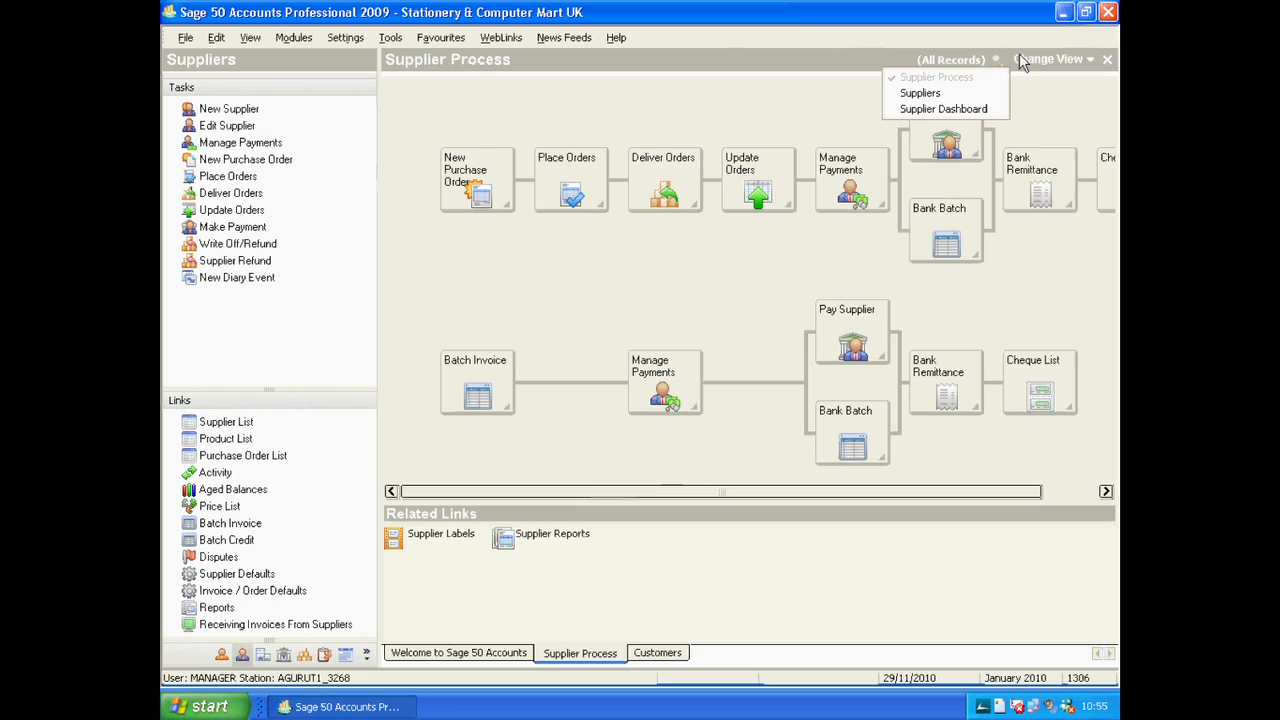 Sage 50 Accounts Professional 2009 - Stationery & Computer Mart UK
File Edit View Modules Settings Tools Favourites WebLinks News Feeds Help
Suppliers
Supplier Process
(All Records)
Change View
Supplier Process
Suppliers
Supplier Dashboard
Tasks
New Supplier
Edit Supplier
Manage Payments
New Purchase Order
Place Orders
Deliver Orders
Update Orders
Make Payment
Write Off/Refund
Supplier Refund
New Diary Event
New
Purchase
Order
Place Orders
Deliver Orders
Update
Orders
Manage
Payments
Bank Batch
Bank
Remittance
Che
Batch Invoice
Manage
Payments
Pay Supplier
Bank Batch
Bank
Remittance
Cheque List
Links
Supplier List
Product List
Purchase Order List
Activity
Aged Balances
Price List
Batch Invoice
Batch Credit
Disputes
Supplier Defaults
Invoice / Order Defaults
Reports
Receiving Invoices From Suppliers
Related Links
Supplier Labels
Supplier Reports
Welcome to Sage 50 Accounts
Supplier Process
Customers
User: MANAGER Station: AGURUT1_3268
29/11/2010
January 2010
1306
start
Sage 50 Accounts Pr...
10:55